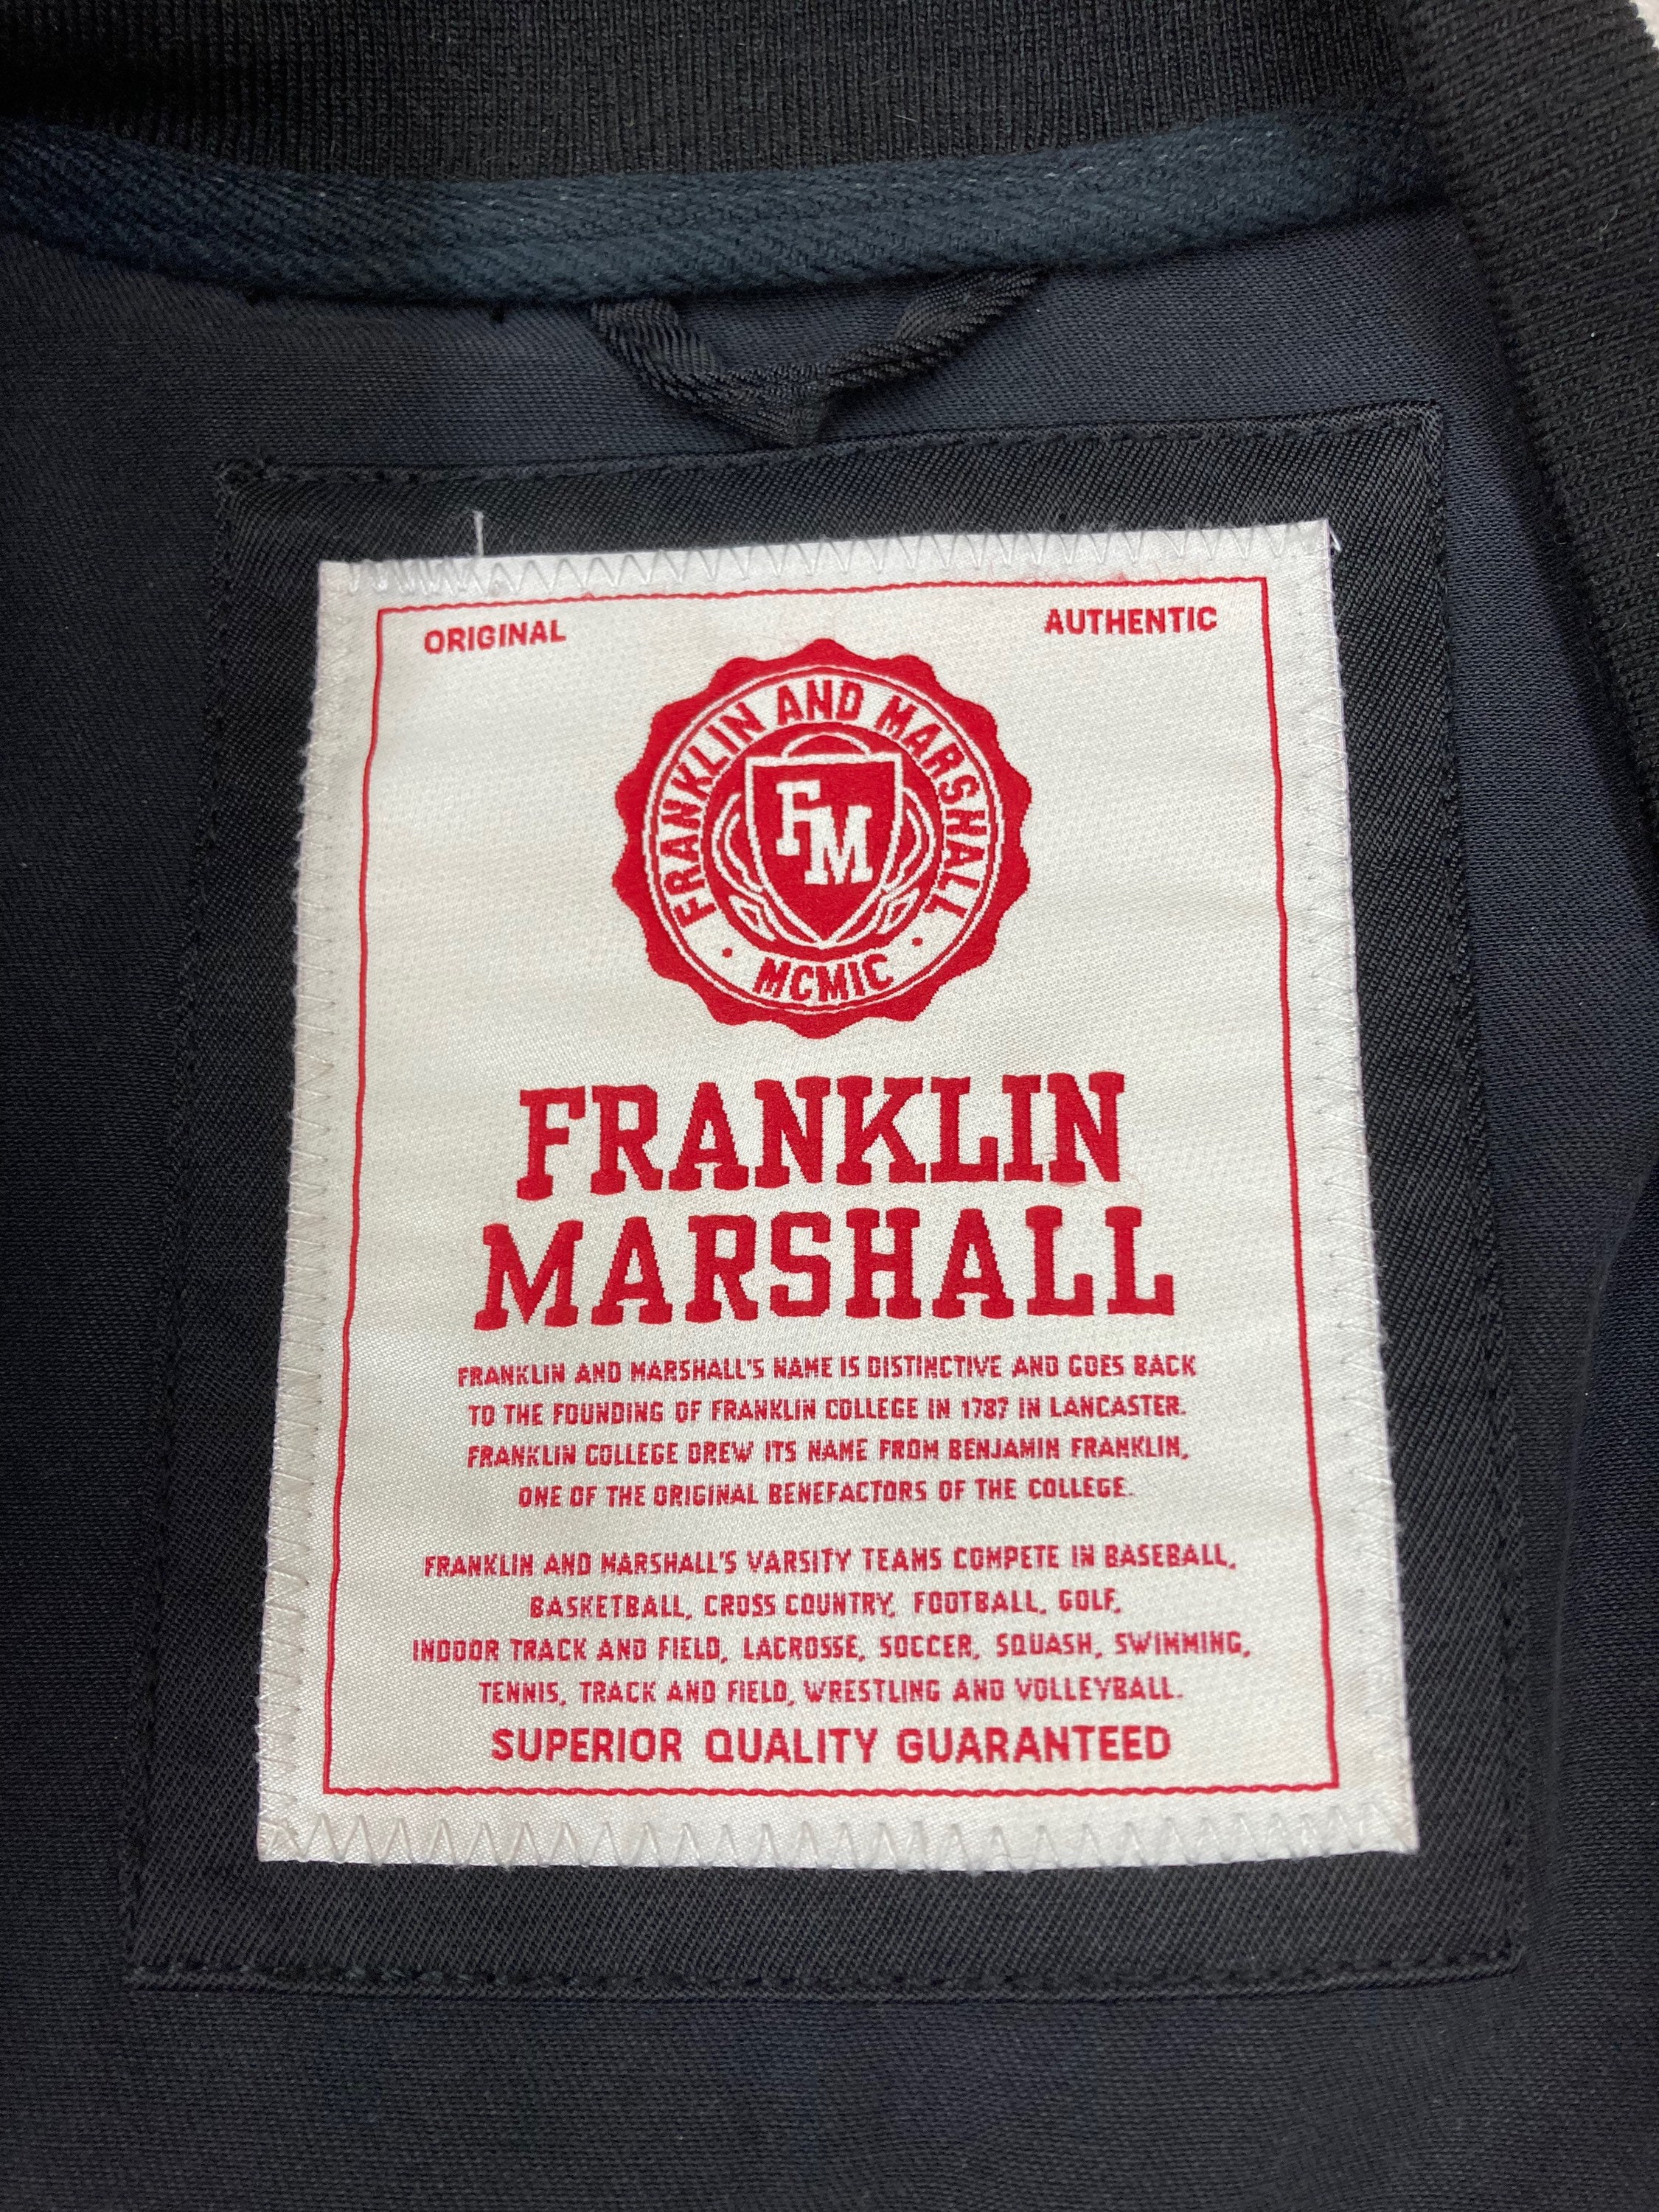 ORIGINAL
AUTHENTIC
FRANKLIN AND MARSHALL
FM
· MCMIC ·
FRANKLIN
MARSHALL
FRANKLIN AND MARSHALL'S NAME IS DISTINCTIVE AND GOES BACK
TO THE FOUNDING OF FRANKLIN COLLEGE IN 1787 IN LANCASTER.
FRANKLIN COLLEGE DREW ITS NAME FROM BENJAMIN FRANKLIN,
ONE OF THE ORIGINAL BENEFACTORS OF THE COLLEGE.
FRANKLIN AND MARSHALL'S VARSITY TEAMS COMPETE IN BASEBALL,
BASKETBALL, CROSS COUNTRY, FOOTBALL, GOLF,
INDOOR TRACK AND FIELD, LACROSSE, SOCCER, SQUASH, SWIMMING,
TENNIS, TRACK AND FIELD, WRESTLING AND VOLLEYBALL.
SUPERIOR QUALITY GUARANTEED